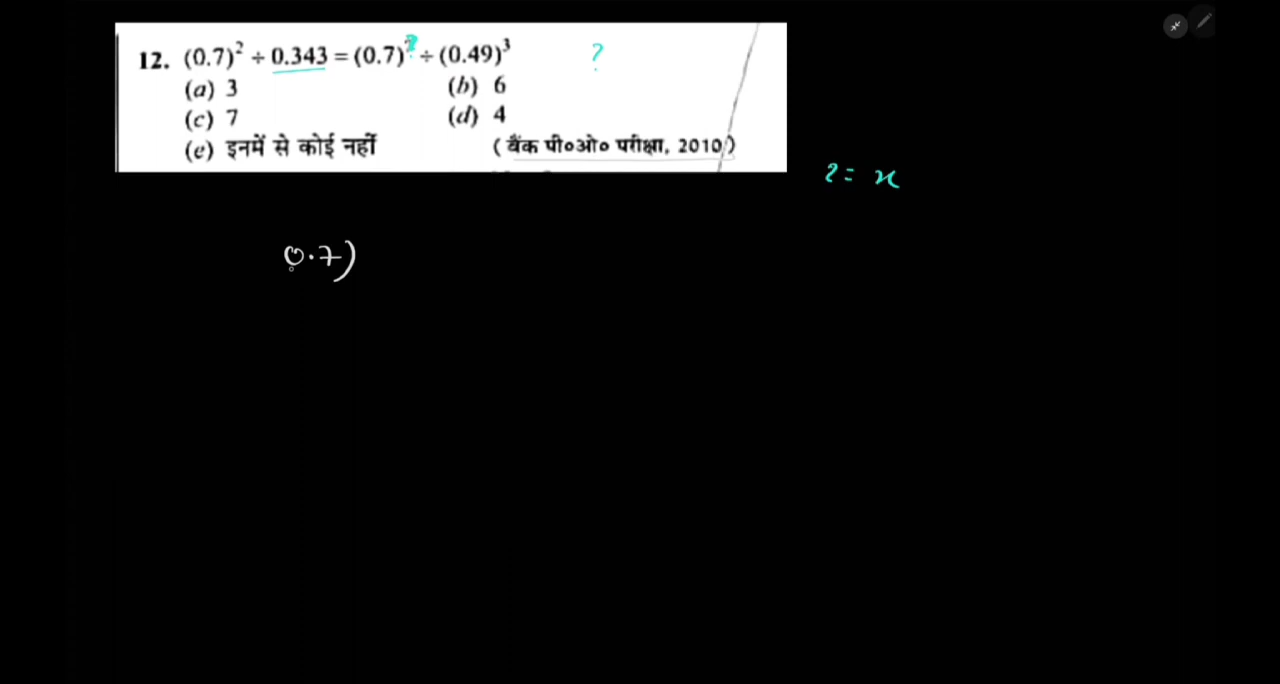 12. (0.7)² ÷ 0.343 = (0.7)^? ÷ (0.49)³ ?
(a) 3 (b) 6
(c) 7 (d) 4
(e) इनमें से कोई नहीं (बैंक पी०ओ० परीक्षा, 2010)
? = x
0.7)